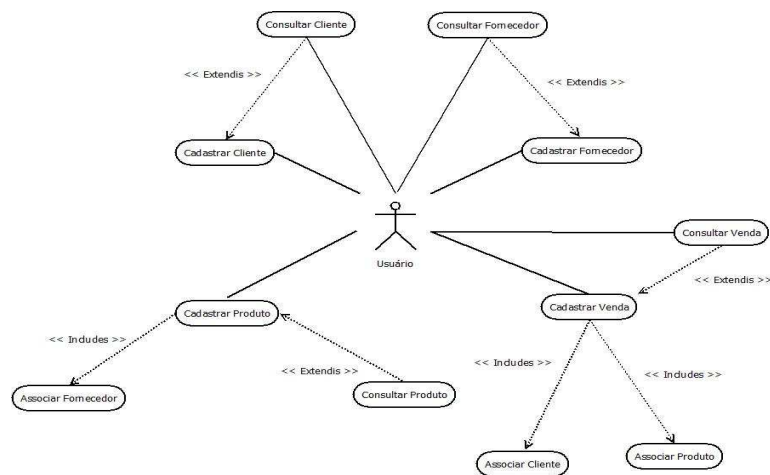 Consultar Cliente
Consultar Fornecedor
<< Extendis >>
<< Extendis >>
Cadastrar Cliente
Cadastrar Fornecedor
Consultar Venda
Usuário
<< Extendis >>
Cadastrar Produto
Cadastrar Venda
<< Includes >>
<< Extendis >>
<< Includes >>
<< Includes >>
Associar Fornecedor
Consultar Produto
Associar Cliente
Associar Produto